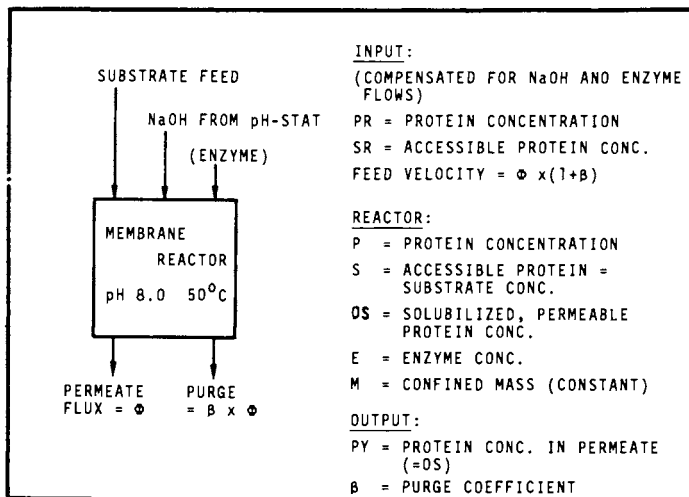 SUBSTRATE FEED
NaOH FROM pH-STAT
(ENZYME)
MEMBRANE
REACTOR
pH 8.0 50°C
PERMEATE
FLUX = Φ
PURGE
= β x Φ
INPUT:
(COMPENSATED FOR NaOH AND ENZYME
FLOWS)
PR = PROTEIN CONCENTRATION
SR = ACCESSIBLE PROTEIN CONC.
FEED VELOCITY = Φ x(1+β)
REACTOR:
P = PROTEIN CONCENTRATION
S = ACCESSIBLE PROTEIN =
SUBSTRATE CONC.
OS = SOLUBILIZED, PERMEABLE
PROTEIN CONC.
E = ENZYME CONC.
M = CONFINED MASS (CONSTANT)
OUTPUT:
PY = PROTEIN CONC. IN PERMEATE
(=OS)
β = PURGE COEFFICIENT